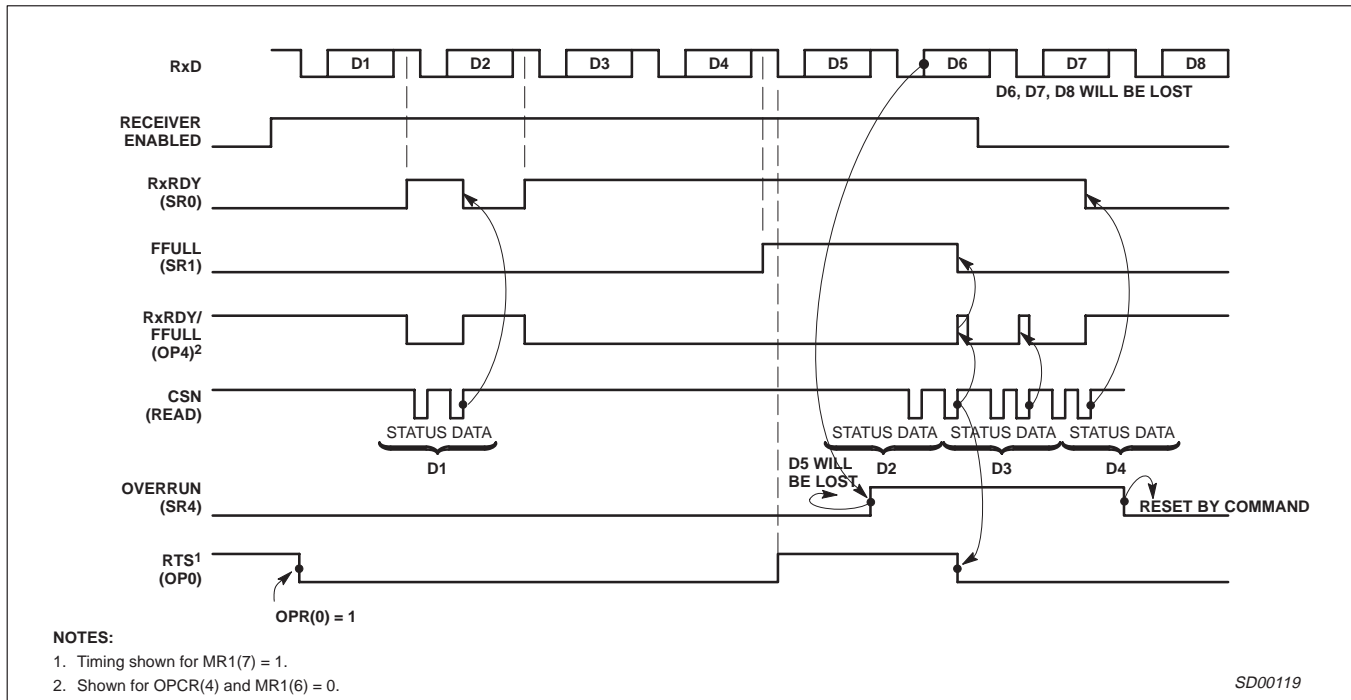 RxD
D1 D2 D3 D4 D5 D6 D7 D8
D6, D7, D8 WILL BE LOST
RECEIVER
ENABLED
RxRDY
(SR0)
FFULL
(SR1)
RxRDY/
FFULL
(OP4)2
CSN
(READ)
STATUS DATA STATUS DATA STATUS DATA STATUS DATA
D1 D2 D3 D4
D5 WILL
BE LOST
OVERRUN
(SR4)
RESET BY COMMAND
RTS1
(OP0)
OPR(0) = 1
NOTES:
1. Timing shown for MR1(7) = 1.
2. Shown for OPCR(4) and MR1(6) = 0.
SD00119